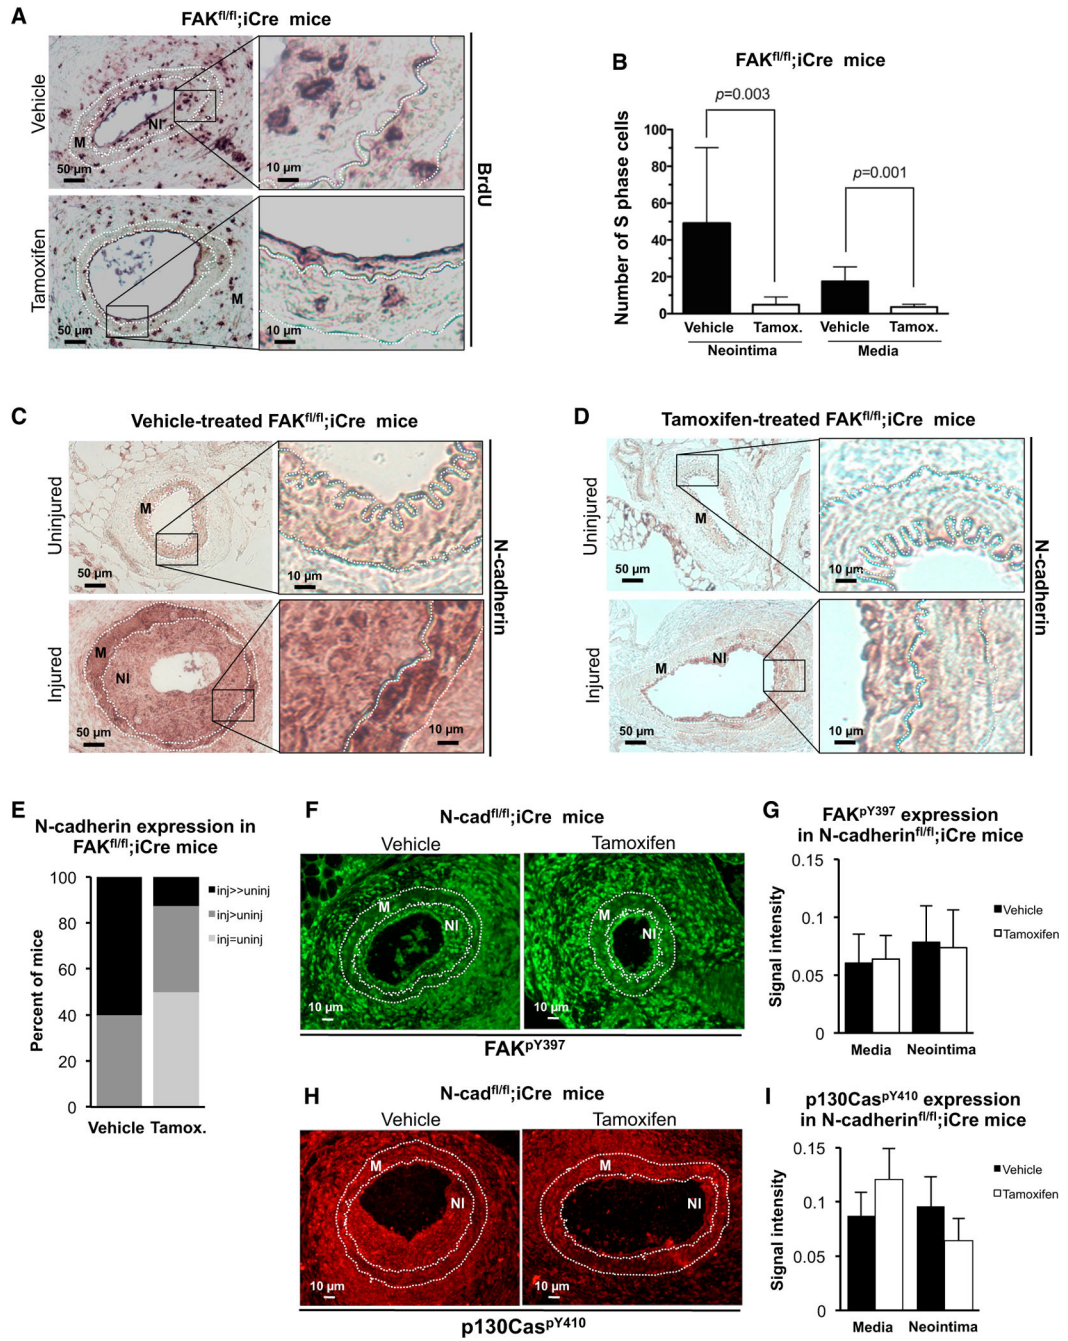 A
FAKfl/fl;iCre mice
Vehicle
M
NI
50 µm
10 µm
Tamoxifen
M
50 µm
10 µm
BrdU
B
FAKfl/fl;iCre mice
p=0.003
p=0.001
Number of S phase cells
100
80
60
40
20
0
Vehicle Tamox. Vehicle Tamox.
Neointima Media
C
Vehicle-treated FAKfl/fl;iCre mice
Uninjured
M
50 µm
10 µm
Injured
M
NI
50 µm
10 µm
N-cadherin
D
Tamoxifen-treated FAKfl/fl;iCre mice
Uninjured
M
50 µm
10 µm
Injured
M
NI
50 µm
10 µm
N-cadherin
E
N-cadherin expression in
FAKfl/fl;iCre mice
Percent of mice
100
80
60
40
20
0
inj>>uninj
inj>uninj
inj=uninj
Vehicle Tamox.
F
N-cadfl/fl;iCre mice
Vehicle Tamoxifen
M
NI
10 µm
M
NI
10 µm
FAKpY397
G
FAKpY397 expression
in N-cadherinfl/fl;iCre mice
Signal intensity
0.15
0.1
0.05
0
Vehicle
Tamoxifen
Media Neointima
H
N-cadfl/fl;iCre mice
Vehicle Tamoxifen
M
NI
10 µm
M
NI
10 µm
p130CaspY410
I
p130CaspY410 expression
in N-cadherinfl/fl;iCre mice
Signal intensity
0.15
0.1
0.05
0
Vehicle
Tamoxifen
Media Neointima